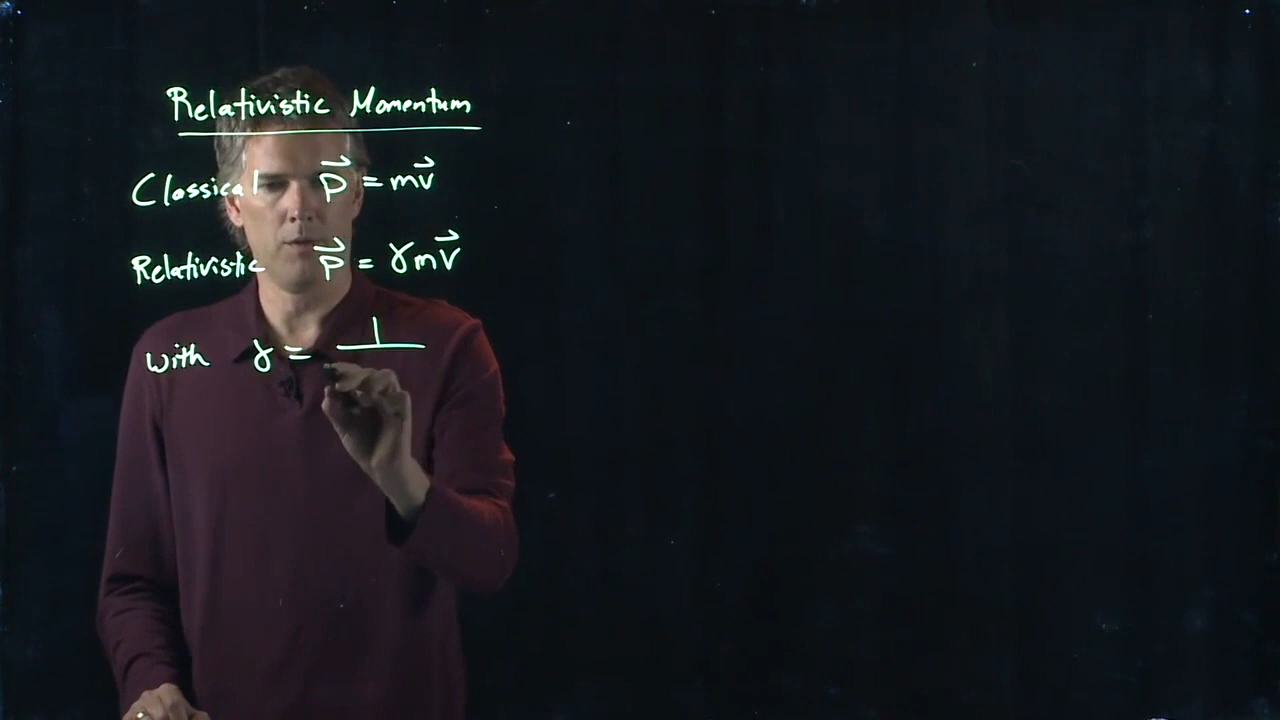 Relativistic Momentum
Classical p⃗ = mv⃗
Relativistic p⃗ = γmv⃗
with γ = 1/